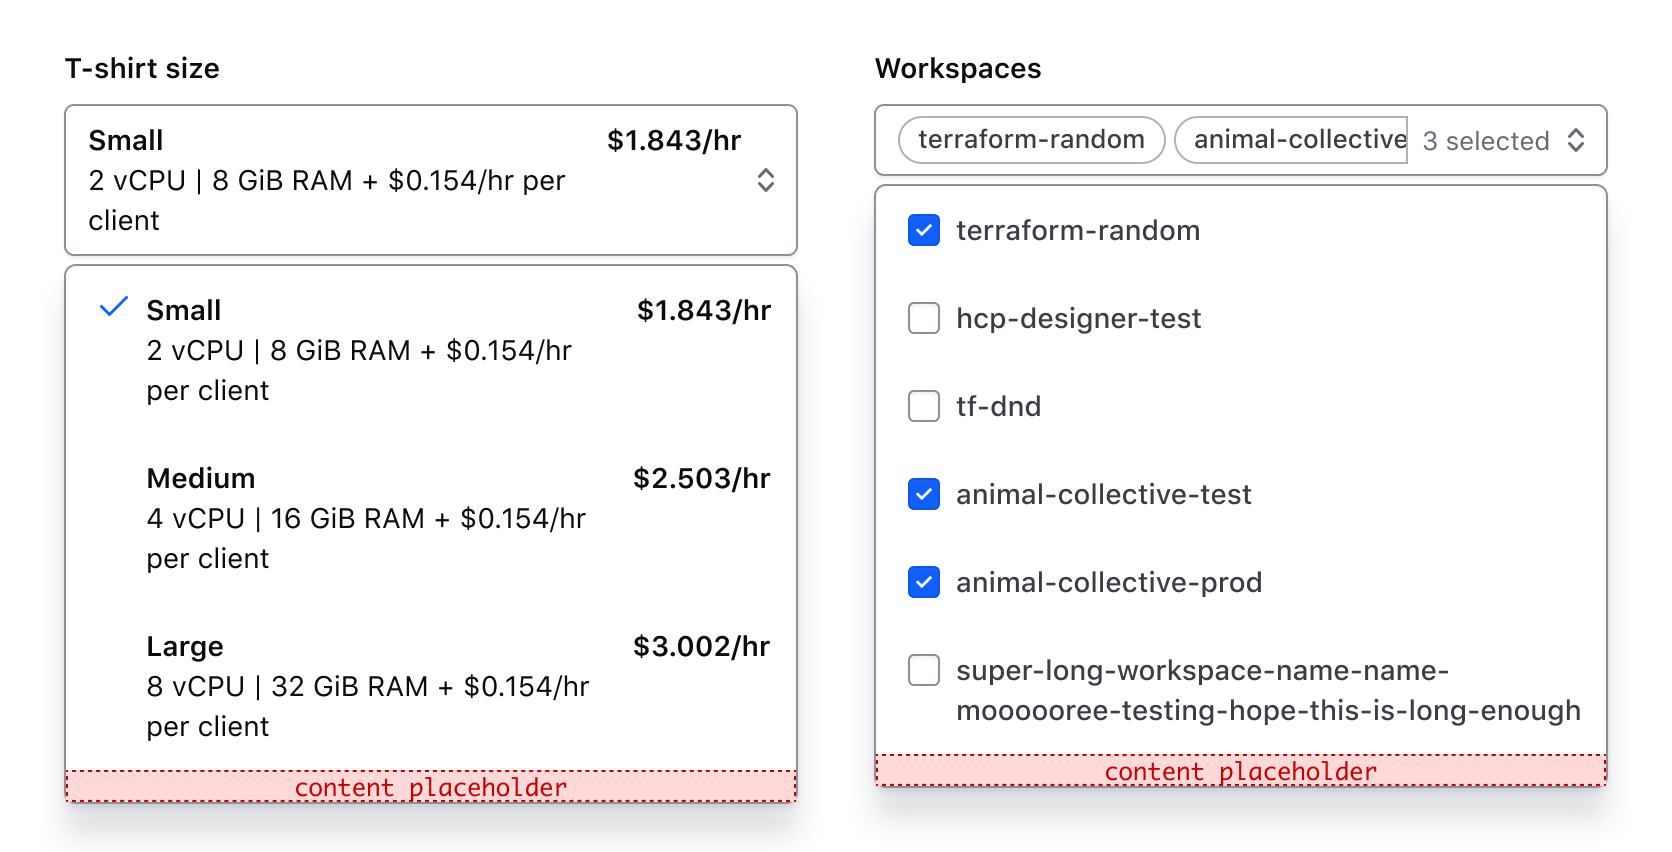 T-shirt size
Small $1.843/hr
2 vCPU | 8 GiB RAM + $0.154/hr per
client
Small $1.843/hr
2 vCPU | 8 GiB RAM + $0.154/hr
per client
Medium $2.503/hr
4 vCPU | 16 GiB RAM + $0.154/hr
per client
Large $3.002/hr
8 vCPU | 32 GiB RAM + $0.154/hr
per client
content placeholder
Workspaces
terraform-random animal-collective 3 selected
terraform-random
hcp-designer-test
tf-dnd
animal-collective-test
animal-collective-prod
super-long-workspace-name-name-
moooooree-testing-hope-this-is-long-enough
content placeholder